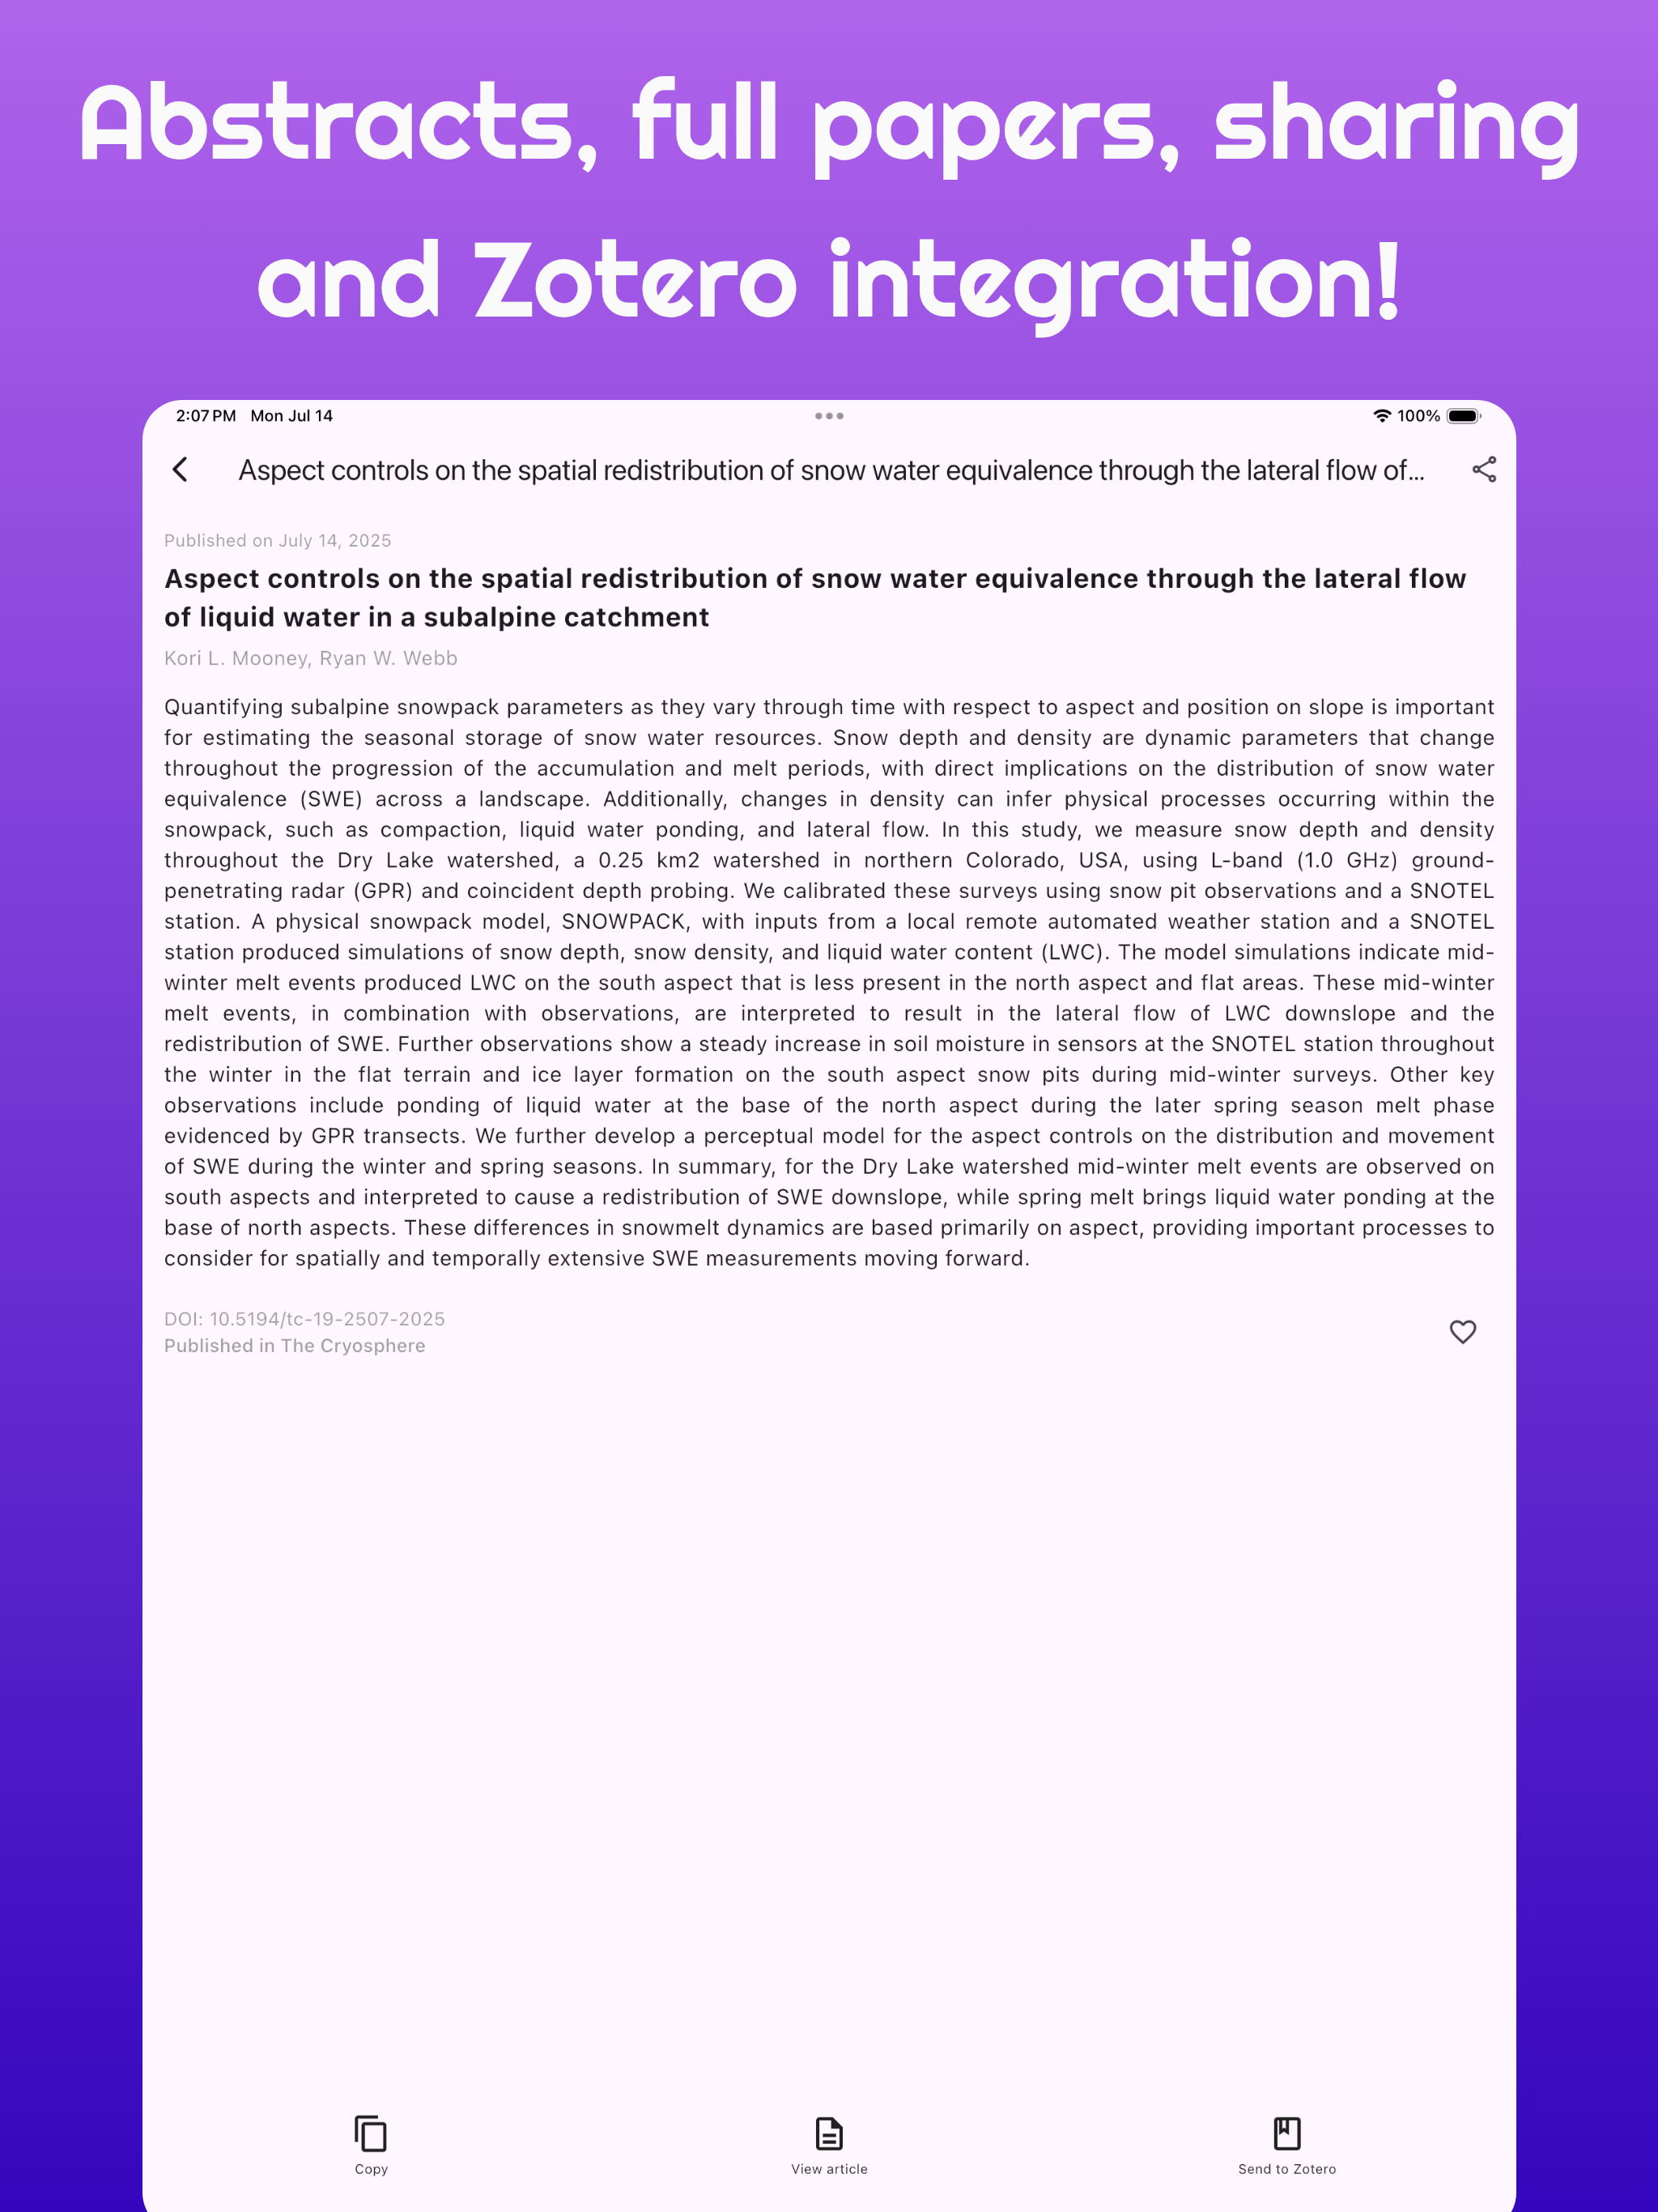 Abstracts, full papers, sharing
and Zotero integration!
2:07 PM Mon Jul 14
100%
Aspect controls on the spatial redistribution of snow water equivalence through the lateral flow of...
Published on July 14, 2025
Aspect controls on the spatial redistribution of snow water equivalence through the lateral flow
of liquid water in a subalpine catchment
Kori L. Mooney, Ryan W. Webb
Quantifying subalpine snowpack parameters as they vary through time with respect to aspect and position on slope is important
for estimating the seasonal storage of snow water resources. Snow depth and density are dynamic parameters that change
throughout the progression of the accumulation and melt periods, with direct implications on the distribution of snow water
equivalence (SWE) across a landscape. Additionally, changes in density can infer physical processes occurring within the
snowpack, such as compaction, liquid water ponding, and lateral flow. In this study, we measure snow depth and density
throughout the Dry Lake watershed, a 0.25 km2 watershed in northern Colorado, USA, using L-band (1.0 GHz) ground-
penetrating radar (GPR) and coincident depth probing. We calibrated these surveys using snow pit observations and a SNOTEL
station. A physical snowpack model, SNOWPACK, with inputs from a local remote automated weather station and a SNOTEL
station produced simulations of snow depth, snow density, and liquid water content (LWC). The model simulations indicate mid-
winter melt events produced LWC on the south aspect that is less present in the north aspect and flat areas. These mid-winter
melt events, in combination with observations, are interpreted to result in the lateral flow of LWC downslope and the
redistribution of SWE. Further observations show a steady increase in soil moisture in sensors at the SNOTEL station throughout
the winter in the flat terrain and ice layer formation on the south aspect snow pits during mid-winter surveys. Other key
observations include ponding of liquid water at the base of the north aspect during the later spring season melt phase
evidenced by GPR transects. We further develop a perceptual model for the aspect controls on the distribution and movement
of SWE during the winter and spring seasons. In summary, for the Dry Lake watershed mid-winter melt events are observed on
south aspects and interpreted to cause a redistribution of SWE downslope, while spring melt brings liquid water ponding at the
base of north aspects. These differences in snowmelt dynamics are based primarily on aspect, providing important processes to
consider for spatially and temporally extensive SWE measurements moving forward.
DOI: 10.5194/tc-19-2507-2025
Published in The Cryosphere
Copy
View article
Send to Zotero